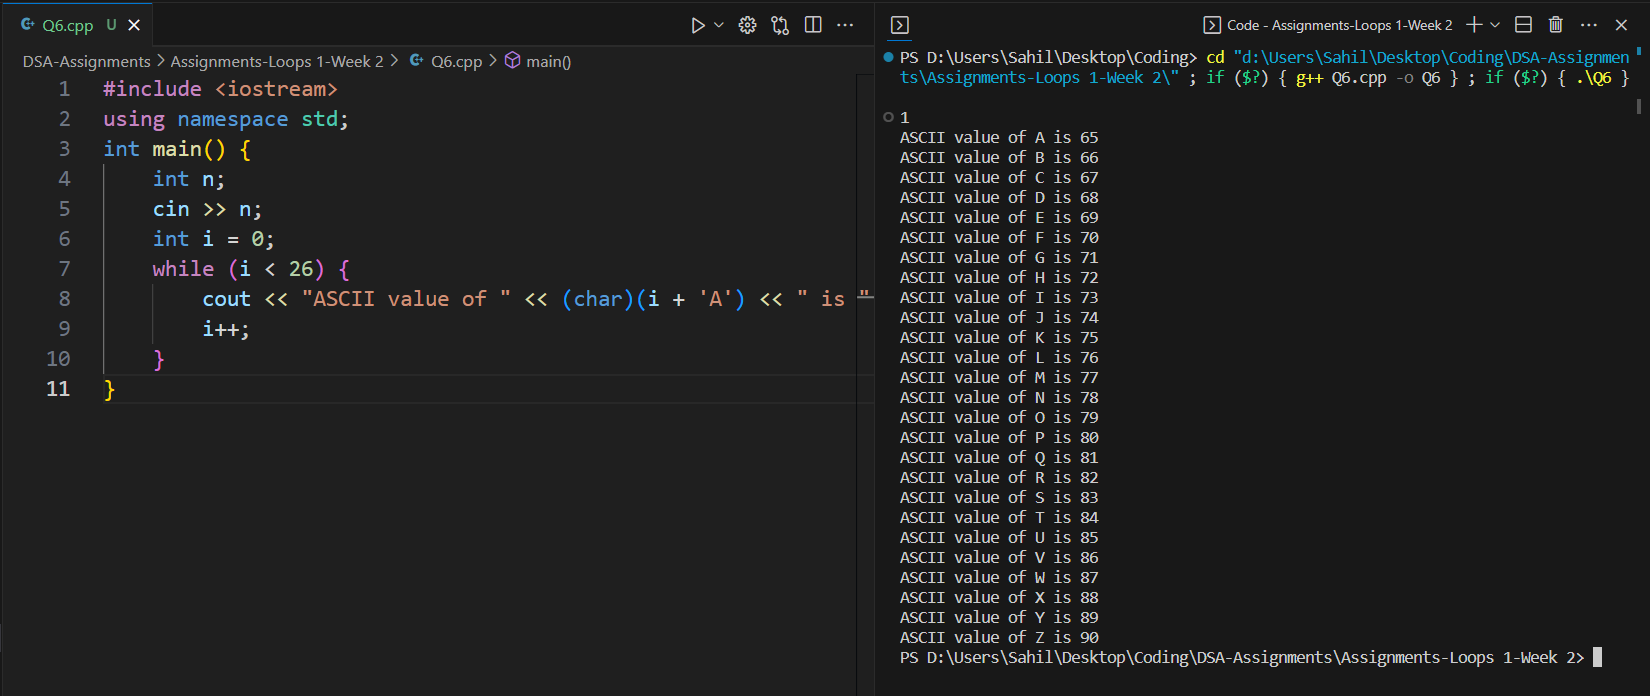 Q6.cpp U
DSA-Assignments > Assignments-Loops 1-Week 2 > Q6.cpp > main()
1 #include <iostream>
2 using namespace std;
3 int main() {
4 int n;
5 cin >> n;
6 int i = 0;
7 while (i < 26) {
8 cout << "ASCII value of " << (char)(i + 'A') << " is "
9 i++;
10 }
11 }
Code - Assignments-Loops 1-Week 2
PS D:\Users\Sahil\Desktop\Coding> cd "d:\Users\Sahil\Desktop\Coding\DSA-Assignmen
ts\Assignments-Loops 1-Week 2\" ; if ($?) { g++ Q6.cpp -o Q6 } ; if ($?) { .\Q6 }
1
ASCII value of A is 65
ASCII value of B is 66
ASCII value of C is 67
ASCII value of D is 68
ASCII value of E is 69
ASCII value of F is 70
ASCII value of G is 71
ASCII value of H is 72
ASCII value of I is 73
ASCII value of J is 74
ASCII value of K is 75
ASCII value of L is 76
ASCII value of M is 77
ASCII value of N is 78
ASCII value of O is 79
ASCII value of P is 80
ASCII value of Q is 81
ASCII value of R is 82
ASCII value of S is 83
ASCII value of T is 84
ASCII value of U is 85
ASCII value of V is 86
ASCII value of W is 87
ASCII value of X is 88
ASCII value of Y is 89
ASCII value of Z is 90
PS D:\Users\Sahil\Desktop\Coding\DSA-Assignments\Assignments-Loops 1-Week 2>